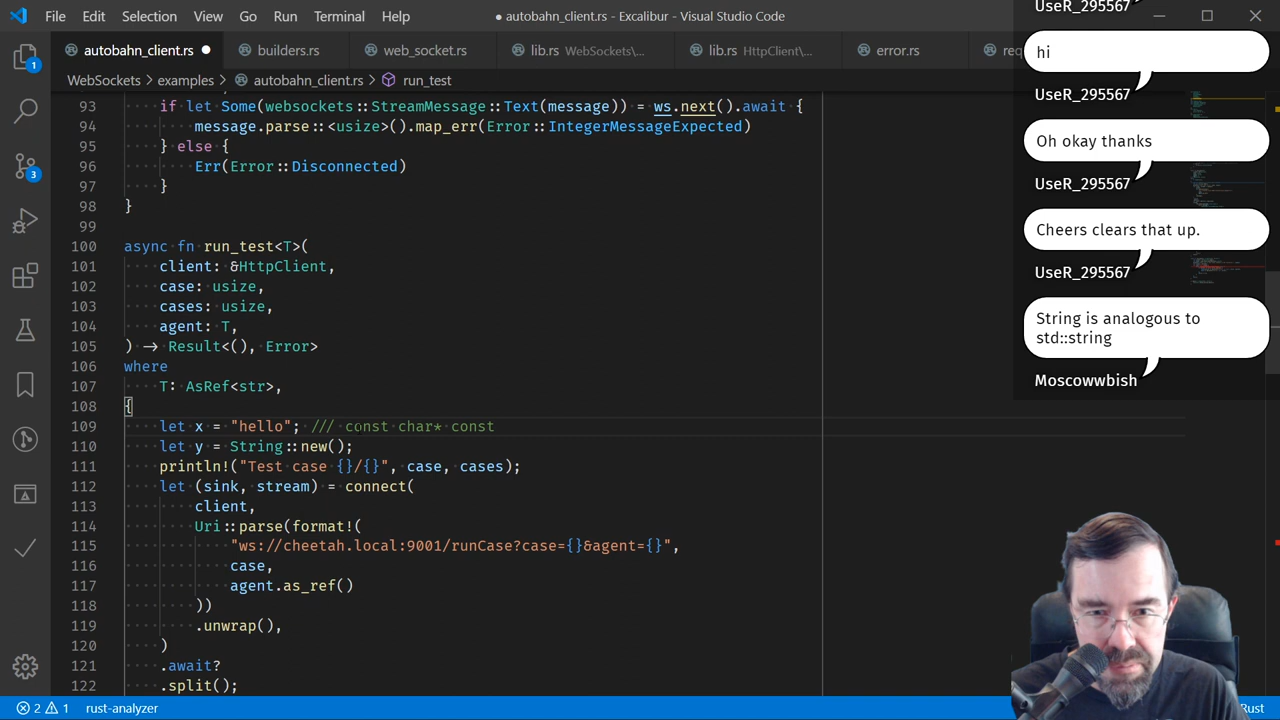 File Edit Selection View Go Run Terminal Help
● autobahn_client.rs - Excalibur - Visual Studio Code
autobahn_client.rs ●
builders.rs
web_socket.rs
lib.rs WebSockets\...
lib.rs HttpClient\...
error.rs
req
WebSockets > examples > autobahn_client.rs > run_test
93 if let Some(websockets::StreamMessage::Text(message)) = ws.next().await {
94 message.parse::<usize>().map_err(Error::IntegerMessageExpected)
95 } else {
96 Err(Error::Disconnected)
97 }
98 }
99
100 async fn run_test<T>(
101 client: &HttpClient,
102 case: usize,
103 cases: usize,
104 agent: T,
105 ) -> Result<(), Error>
106 where
107 T: AsRef<str>,
108 {
109 let x = "hello"; /// const char* const
110 let y = String::new();
111 println!("Test case {}/{}", case, cases);
112 let (sink, stream) = connect(
113 client,
114 Uri::parse(format!(
115 "ws://cheetah.local:9001/runCase?case={}&agent={}",
116 case,
117 agent.as_ref()
118 ))
119 .unwrap(),
120 )
121 .await?
122 .split();
1
3
2 1 rust-analyzer
Rust
UseR_295567
hi
UseR_295567
Oh okay thanks
UseR_295567
Cheers clears that up.
UseR_295567
String is analogous to
std::string
Moscowwbish